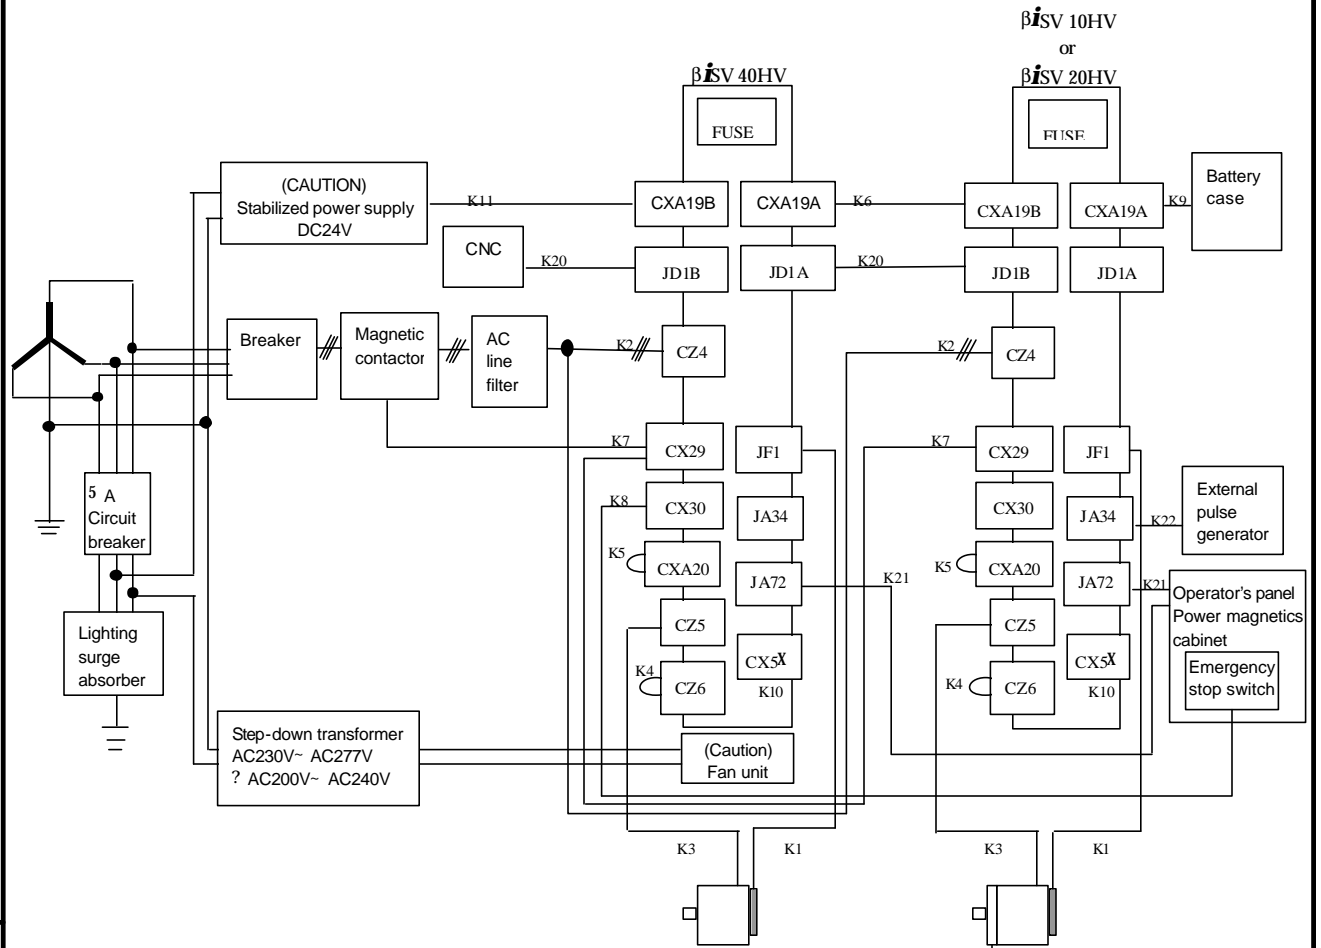 βiSV 10HV
or
βiSV 20HV
βiSV 40HV
FUSE
FUSE
(CAUTION)
Stabilized power supply
DC24V
K11
CXA19B
CXA19A
K6
CXA19B
CXA19A
K9
Battery
case
CNC
K20
JD1B
JD1A
K20
JD1B
JD1A
Breaker
Magnetic
contactor
AC
line
filter
K2
CZ4
K2
CZ4
K7
CX29
JF1
K7
CX29
JF1
5 A
Circuit
breaker
K8
CX30
JA34
CX30
JA34
K22
External
pulse
generator
K5
CXA20
JA72
K21
K5
CXA20
JA72
K21
Operator's panel
Power magnetics
cabinet
Emergency
stop switch
Lighting
surge
absorber
CZ5
CX5X
CZ5
CX5X
K4
CZ6
K10
K4
CZ6
K10
Step-down transformer
AC230V~ AC277V
? AC200V~ AC240V
(Caution)
Fan unit
K3
K1
K3
K1